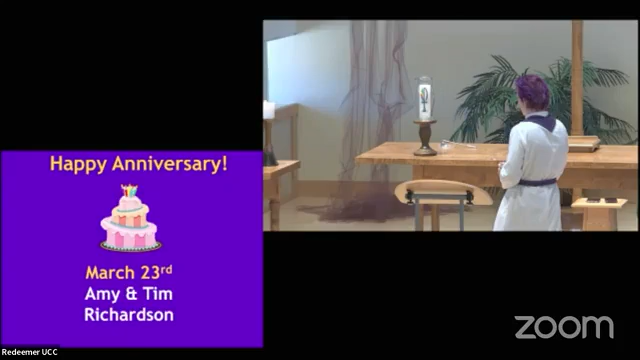 Happy Anniversary!
March 23rd
Amy & Tim
Richardson
Redeemer UCC
zoom